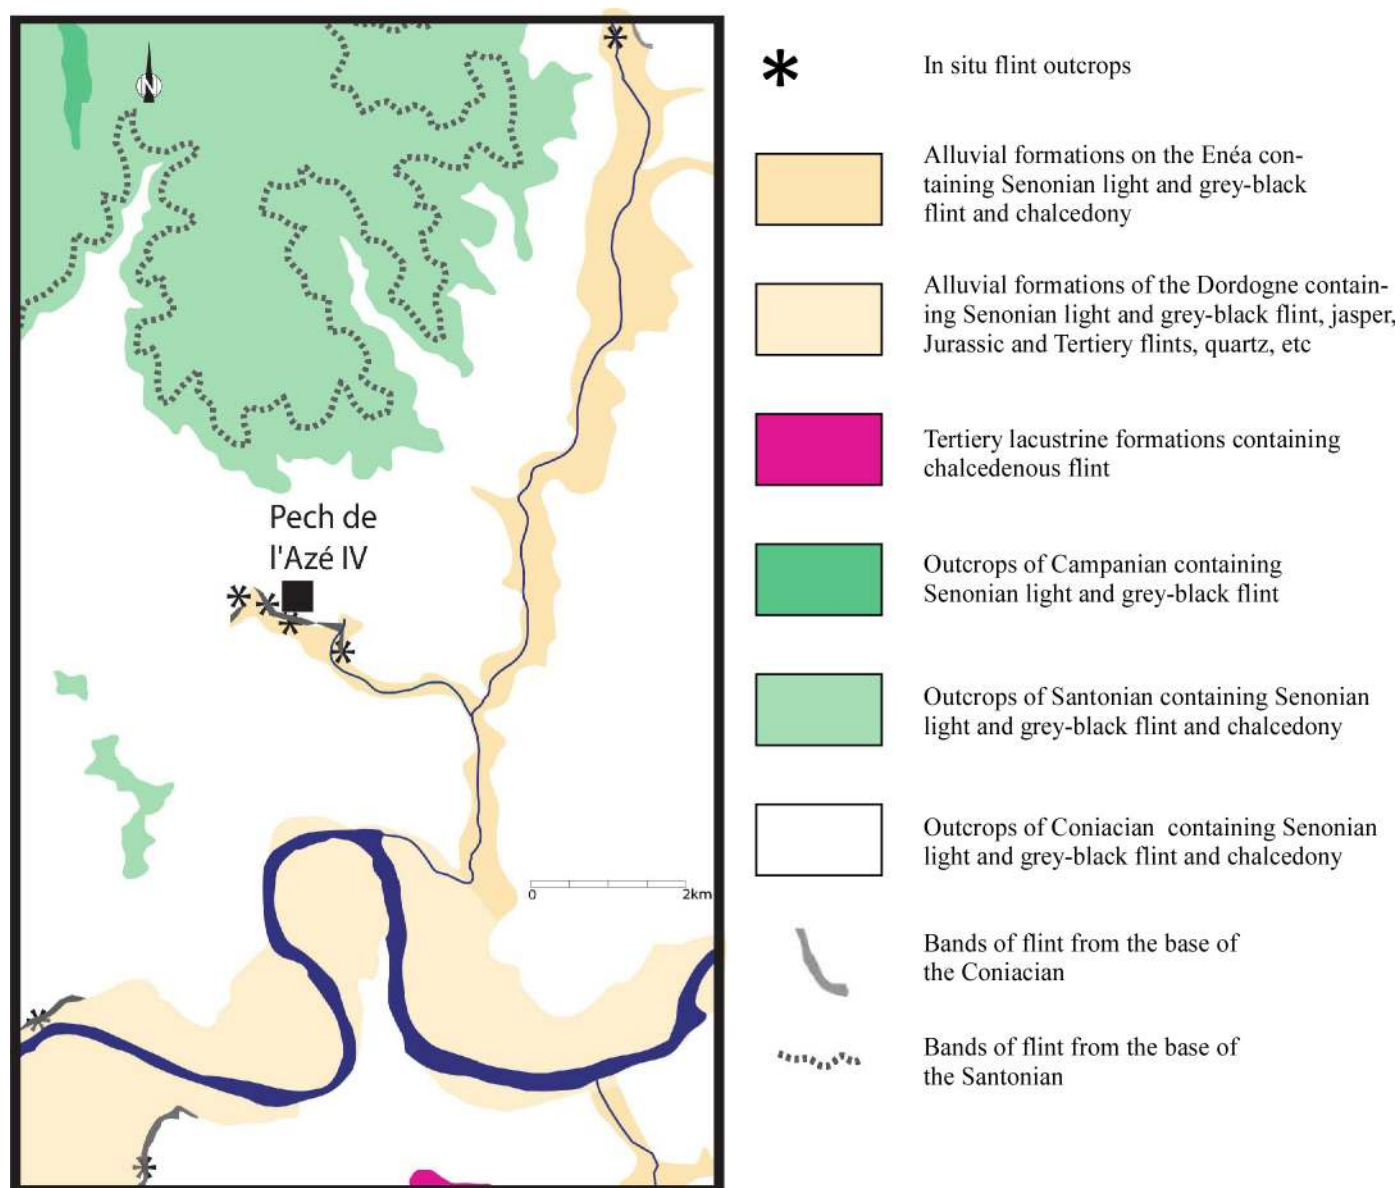 N
Pech de
l'Azé IV
0
2km
In situ flint outcrops
Alluvial formations on the Enéa con-
taining Senonian light and grey-black
flint and chalcedony
Alluvial formations of the Dordogne contain-
ing Senonian light and grey-black flint, jasper,
Jurassic and Tertiery flints, quartz, etc
Tertiery lacustrine formations containing
chalcedenous flint
Outcrops of Campanian containing
Senonian light and grey-black flint
Outcrops of Santonian containing Senonian
light and grey-black flint and chalcedony
Outcrops of Coniacian containing Senonian
light and grey-black flint and chalcedony
Bands of flint from the base of
the Coniacian
Bands of flint from the base of
the Santonian